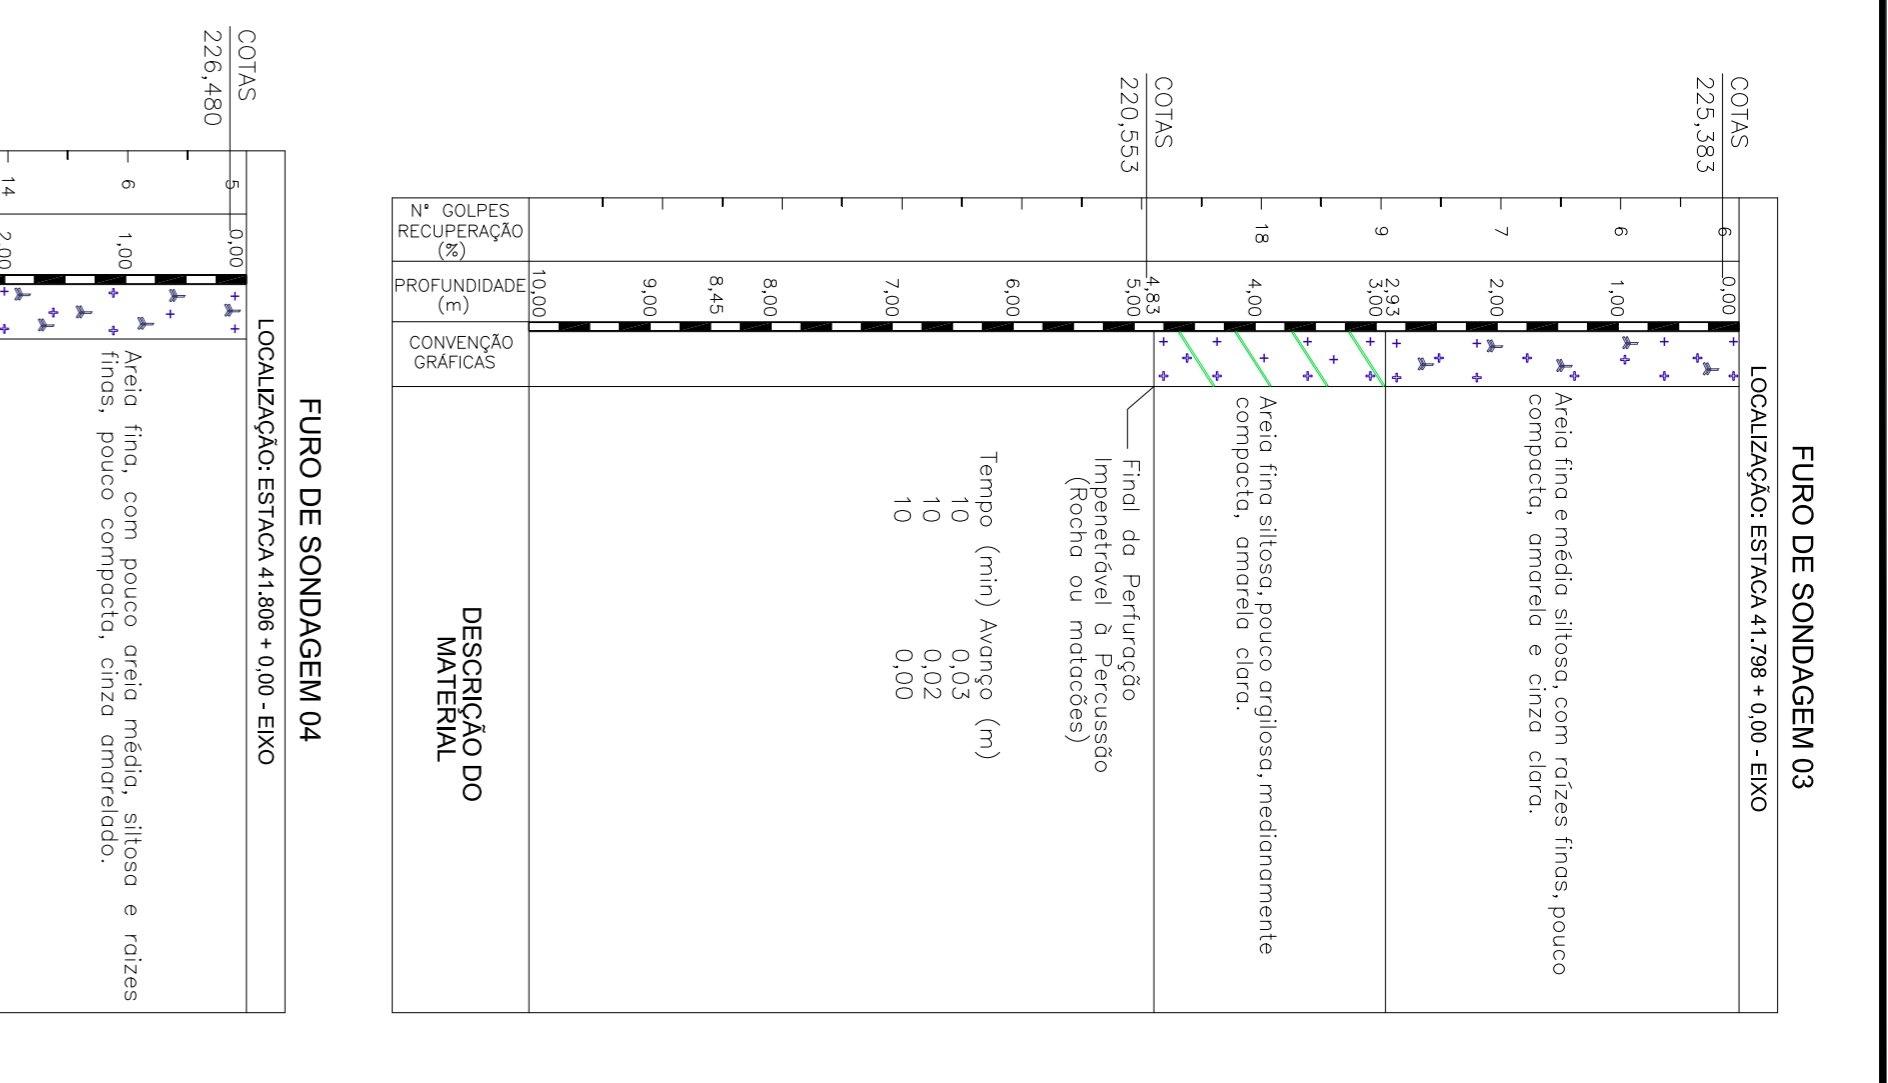 FURO DE SONDAGEM 03
LOCALIZAÇÃO: ESTACA 41.798 + 0,00 - EIXO
COTAS
225,383
6
0,00
6
1,00
7
2,00
9
2,93
3,00
18
4,00
4,83
5,00
6,00
7,00
8,00
8,45
9,00
10,00
Areia fina e média siltosa, com raízes finas, pouco
compacta, amarela e cinza clara.
Areia fina siltosa, pouco argilosa, medianamente
compacta, amarela clara.
COTAS
220,553
Final da Perfuração
Impenetrável à Percussão
(Rocha ou matacões)
Tempo (min) Avanço (m)
10 0,03
10 0,02
10 0,00
N° GOLPES
RECUPERAÇÃO
(%)
PROFUNDIDADE
(m)
CONVENÇÃO
GRÁFICAS
DESCRIÇÃO DO
MATERIAL
FURO DE SONDAGEM 04
LOCALIZAÇÃO: ESTACA 41.806 + 0,00 - EIXO
COTAS
226,480
5
0,00
6
1,00
14
2,00
Areia fina, com pouco areia média, siltosa e raizes
finas, pouco compacta, cinza amarelado.